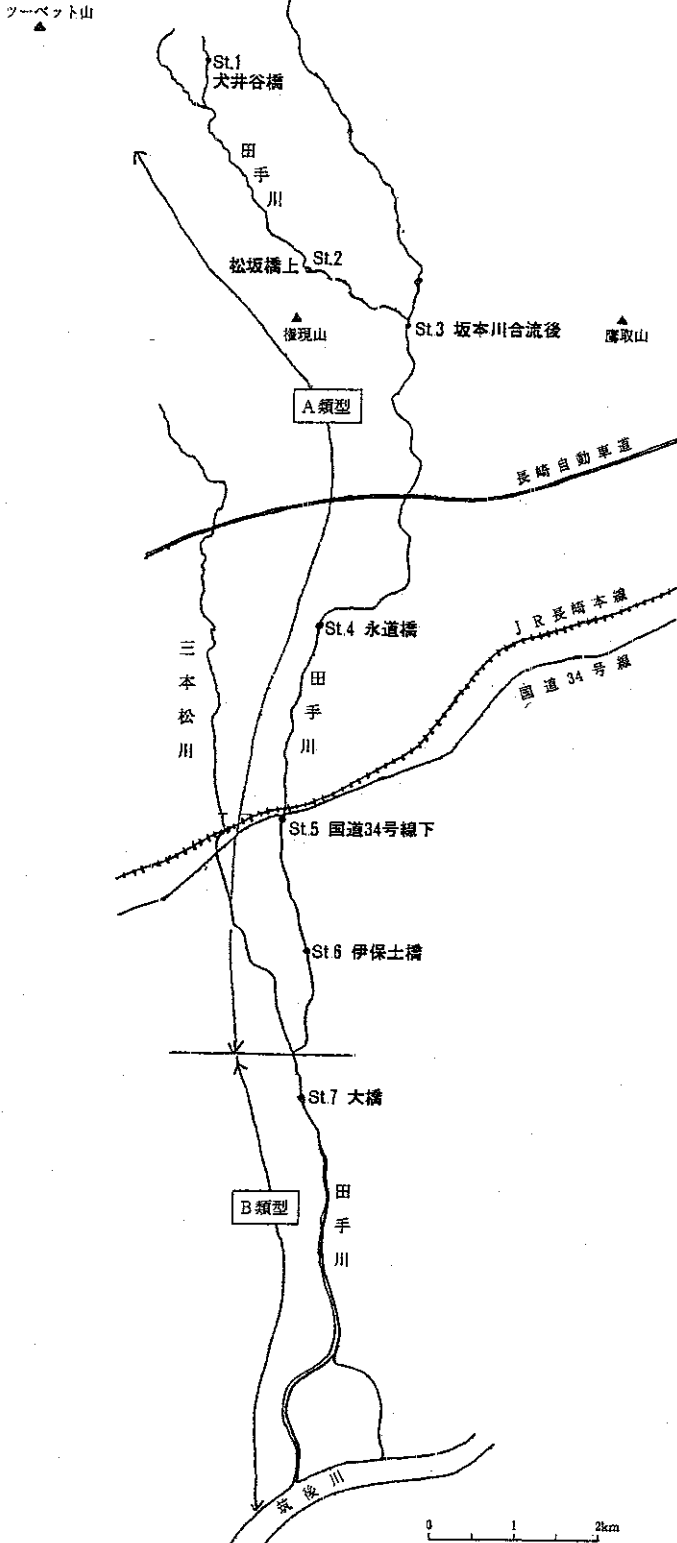 ツーベット山
St.1
犬井谷橋
田手川
松坂橋上 St.2
権現山
St.3 坂本川合流後
鷹取山
A類型
長崎自動車道
St.4 永道橋
JR長崎本線
国道34号線
三本松川
田手川
St.5 国道34号線下
St.6 伊保土橋
St.7 大橋
B類型
田手川
筑後川
0 1 2km